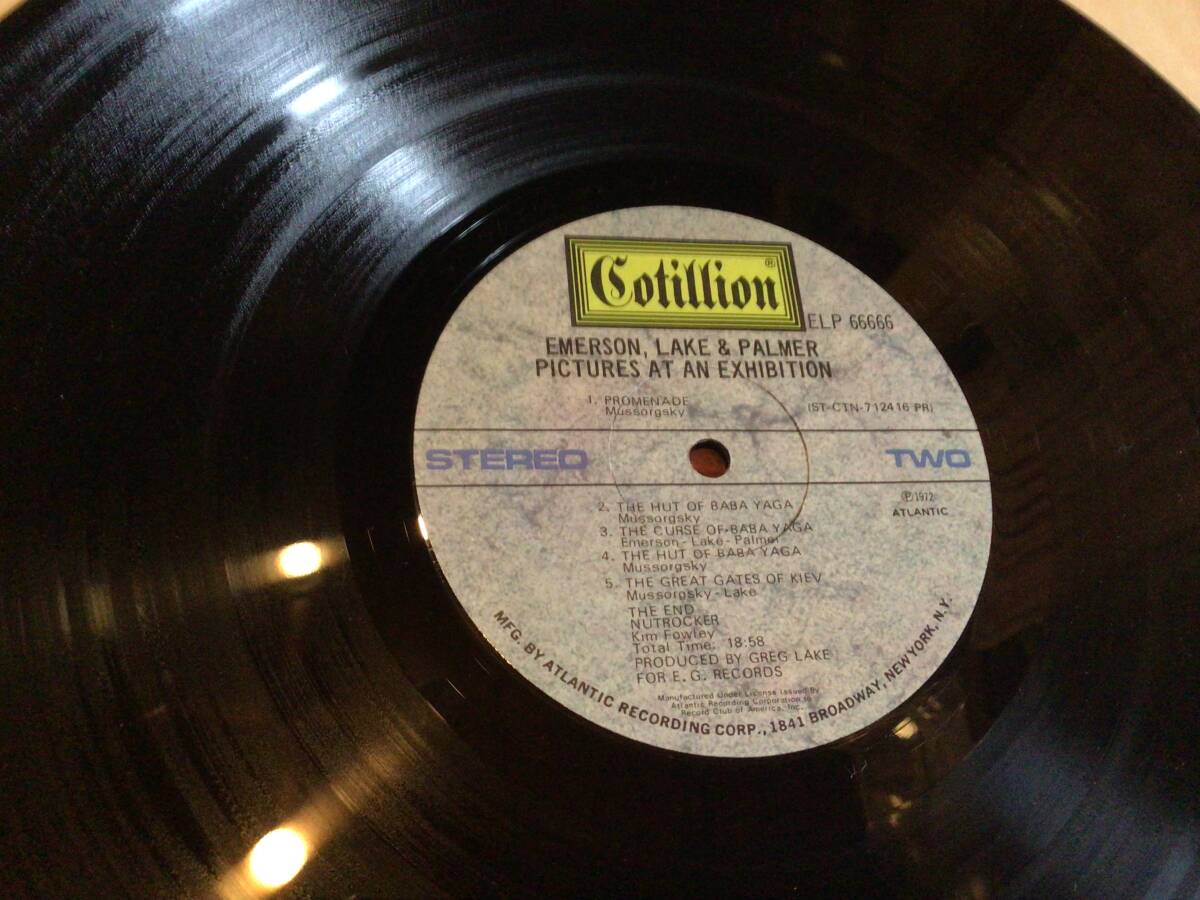 Cotillion®
ELP 66666
EMERSON, LAKE & PALMER
PICTURES AT AN EXHIBITION
1. PROMENADE
Mussorgsky
(ST-CTN-712416 PR)
STEREO
TWO
2. THE HUT OF BABA YAGA
Mussorgsky
℗1972
ATLANTIC
3. THE CURSE OF BABA YAGA
Emerson - Lake - Palmer
4. THE HUT OF BABA YAGA
Mussorgsky
5. THE GREAT GATES OF KIEV
Mussorgsky - Lake
THE END
NUTROCKER
Kim Fowley
Total Time: 18:58
PRODUCED BY GREG LAKE
FOR E. G. RECORDS
Manufactured Under License Issued By
Atlantic Recording Corporation to
Record Club of America, Inc.
MFG. BY ATLANTIC RECORDING CORP., 1841 BROADWAY, NEW YORK, N.Y.